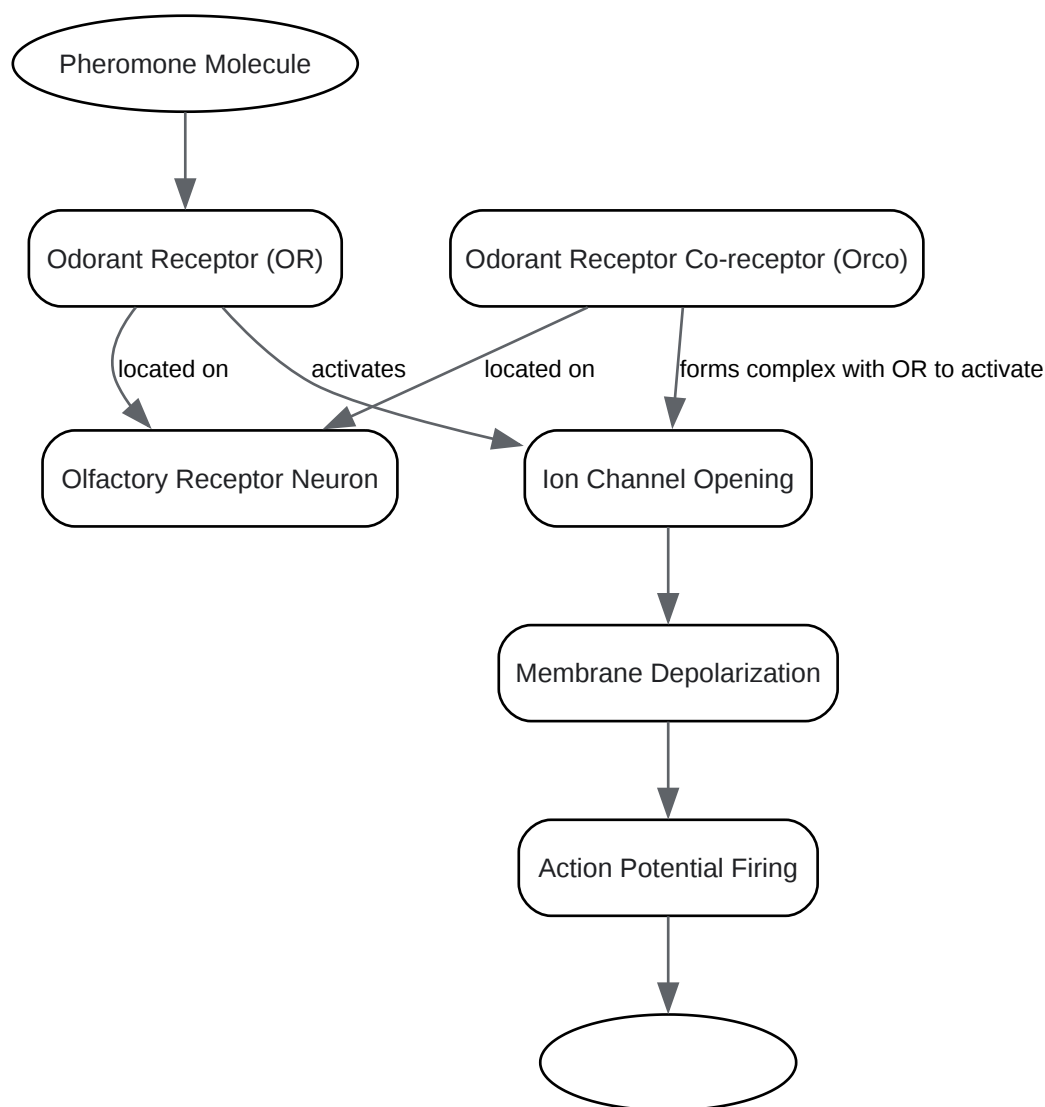 Pheromone Molecule
Odorant Receptor (OR)
Odorant Receptor Co-receptor (Orco)
located on
activates
located on
forms complex with OR to activate
Olfactory Receptor Neuron
Ion Channel Opening
Membrane Depolarization
Action Potential Firing